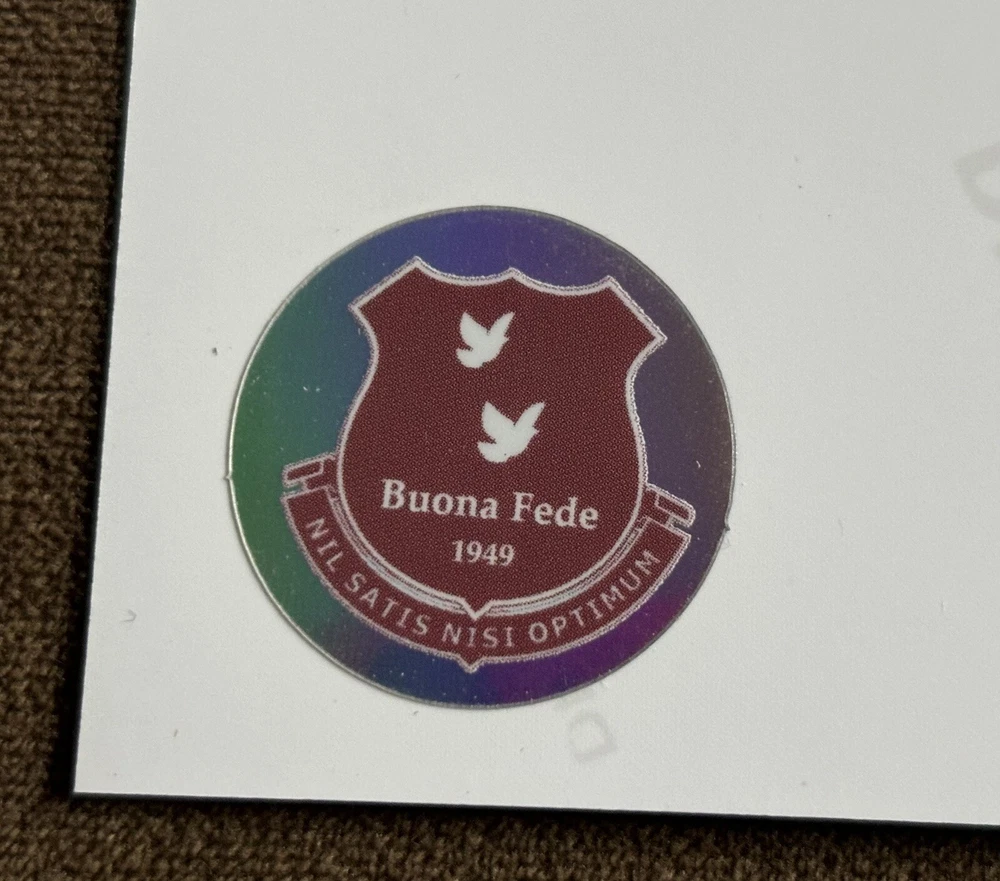 Buona Fede
1949
NIL SATIS NISI OPTIMUM